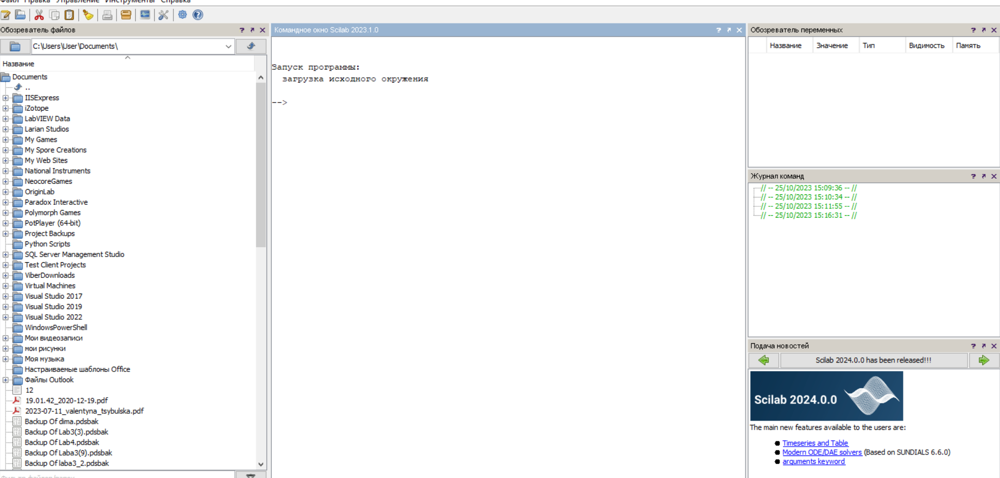 Файл Правка Управление Инструменты Справка
Обозреватель файлов
C:\Users\User\Documents\
Название
Documents
..
IISExpress
iZotope
LabVIEW Data
Larian Studios
My Games
My Spore Creations
My Web Sites
National Instruments
NeocoreGames
OriginLab
Paradox Interactive
Polymorph Games
PotPlayer (64-bit)
Project Backups
Python Scripts
SQL Server Management Studio
Test Client Projects
ViberDownloads
Virtual Machines
Visual Studio 2017
Visual Studio 2019
Visual Studio 2022
WindowsPowerShell
Мои видеозаписи
мои рисунки
Моя музыка
Настраиваемые шаблоны Office
Файлы Outlook
12
19.01.42_2020-12-19.pdf
2023-07-11_valentyna_tsybulska.pdf
Backup Of dima.pdsbak
Backup Of Lab3(3).pdsbak
Backup Of Lab4.pdsbak
Backup Of Laba3(9).pdsbak
Backup Of laba3_2.pdsbak
Командное окно Scilab 2023.1.0
Запуск программы:
загрузка исходного окружения
-->
Обозреватель переменных
Название Значение Тип Видимость Память
Журнал команд
// -- 25/10/2023 15:09:36 -- //
// -- 25/10/2023 15:10:34 -- //
// -- 25/10/2023 15:11:55 -- //
// -- 25/10/2023 15:16:31 -- //
Подача новостей
Scilab 2024.0.0 has been released!!!
Scilab 2024.0.0
The main new features available to the users are:
Timeseries and Table
Modern ODE/DAE solvers (Based on SUNDIALS 6.6.0)
arguments keyword